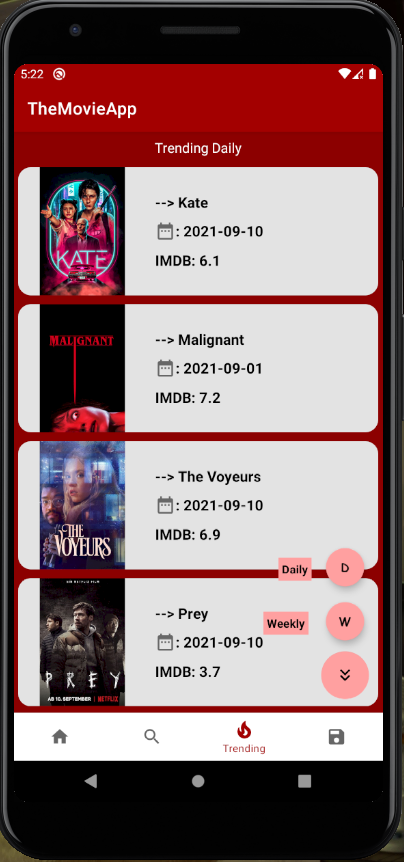 5:22
TheMovieApp
Trending Daily
KATE
--> Kate
: 2021-09-10
IMDB: 6.1
MALIGNANT
--> Malignant
: 2021-09-01
IMDB: 7.2
THE
VOYEURS
--> The Voyeurs
: 2021-09-10
IMDB: 6.9
Daily
D
PREY
AB 10. SEPTEMBER
NETFLIX
--> Prey
: 2021-09-10
IMDB: 3.7
Weekly
W
Trending